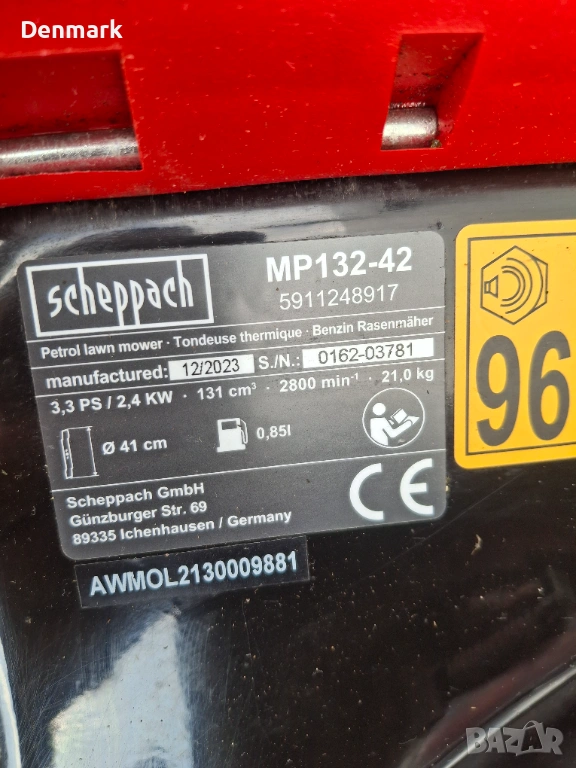 Denmark
scheppach
MP132-42
5911248917
Petrol lawn mower · Tondeuse thermique · Benzin Rasenmäher
manufactured: 12/2023 S./N.: 0162-03781
3,3 PS / 2,4 KW · 131 cm³ · 2800 min⁻¹ · 21,0 kg
Ø 41 cm
0,85l
Scheppach GmbH
Günzburger Str. 69
89335 Ichenhausen / Germany
CE
AWMOL2130009881
96
BAZAR